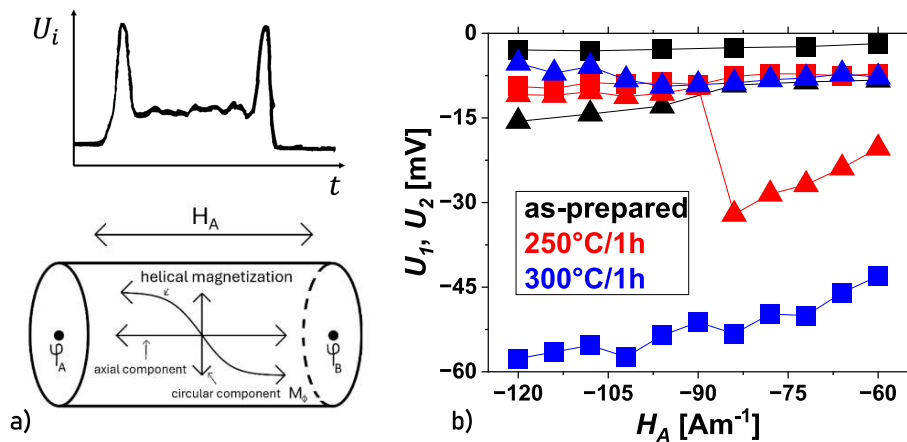 U_i
t
H_A
helical magnetization
φ_A
φ_B
axial component
circular component M_ϕ
a)
U_1, U_2 [mV]
0
−15
−30
−45
−60
as-prepared
250°C/1h
300°C/1h
−120 −105 −90 −75 −60
H_A [Am⁻¹]
b)